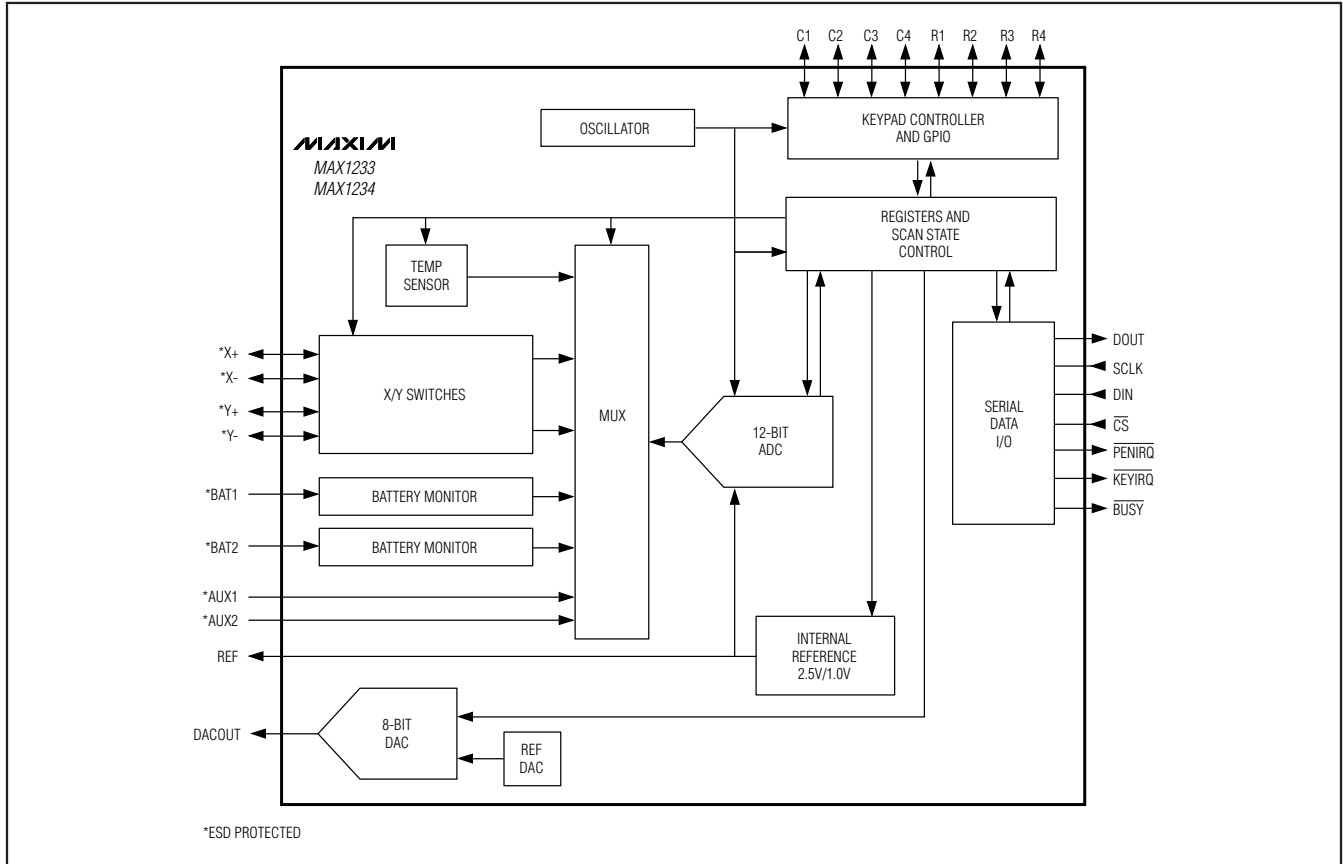 C1 C2 C3 C4 R1 R2 R3 R4
OSCILLATOR
KEYPAD CONTROLLER
AND GPIO
MAXIM
MAX1233
MAX1234
REGISTERS AND
SCAN STATE
CONTROL
TEMP
SENSOR
*X+
*X-
*Y+
*Y-
X/Y SWITCHES
MUX
12-BIT
ADC
SERIAL
DATA
I/O
DOUT
SCLK
DIN
CS
PENIRQ
KEYIRQ
BUSY
*BAT1
BATTERY MONITOR
*BAT2
BATTERY MONITOR
*AUX1
*AUX2
REF
INTERNAL
REFERENCE
2.5V/1.0V
DACOUT
8-BIT
DAC
REF
DAC
*ESD PROTECTED